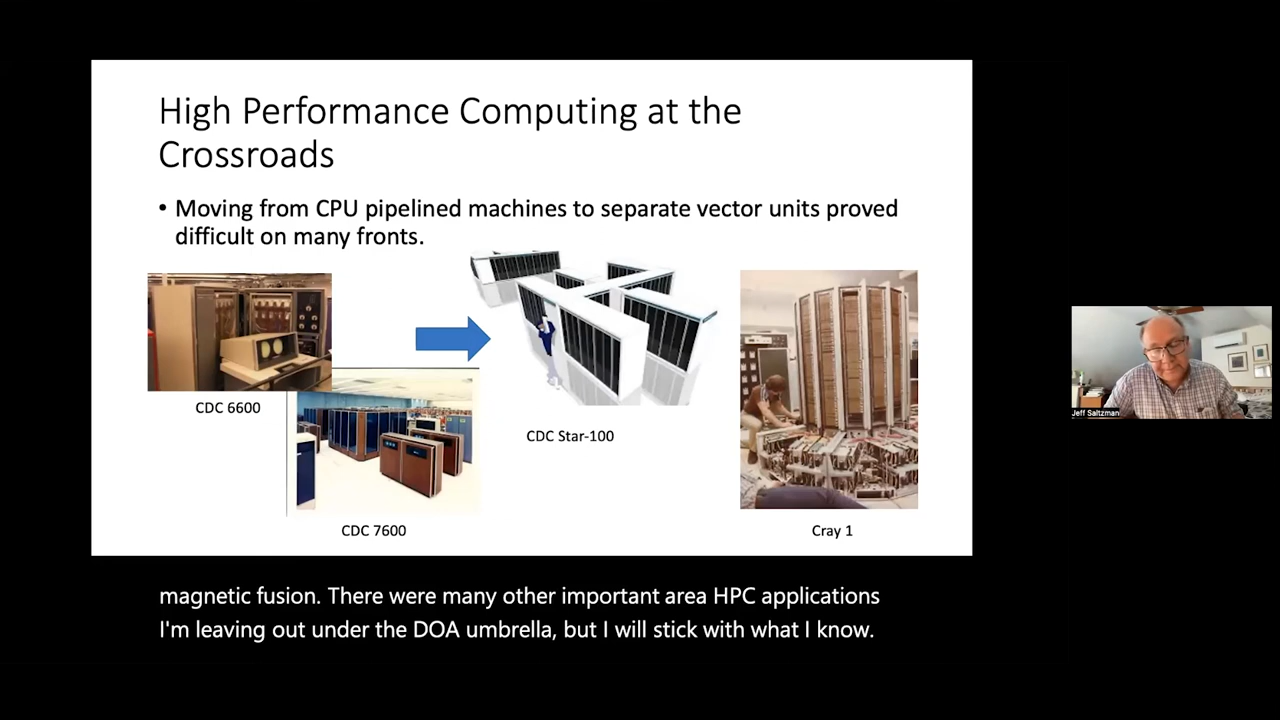 High Performance Computing at the
Crossroads
• Moving from CPU pipelined machines to separate vector units proved
difficult on many fronts.
CDC 6600
CDC Star-100
CDC 7600
Cray 1
Jeff Saltzman
magnetic fusion. There were many other important area HPC applications
I'm leaving out under the DOA umbrella, but I will stick with what I know.